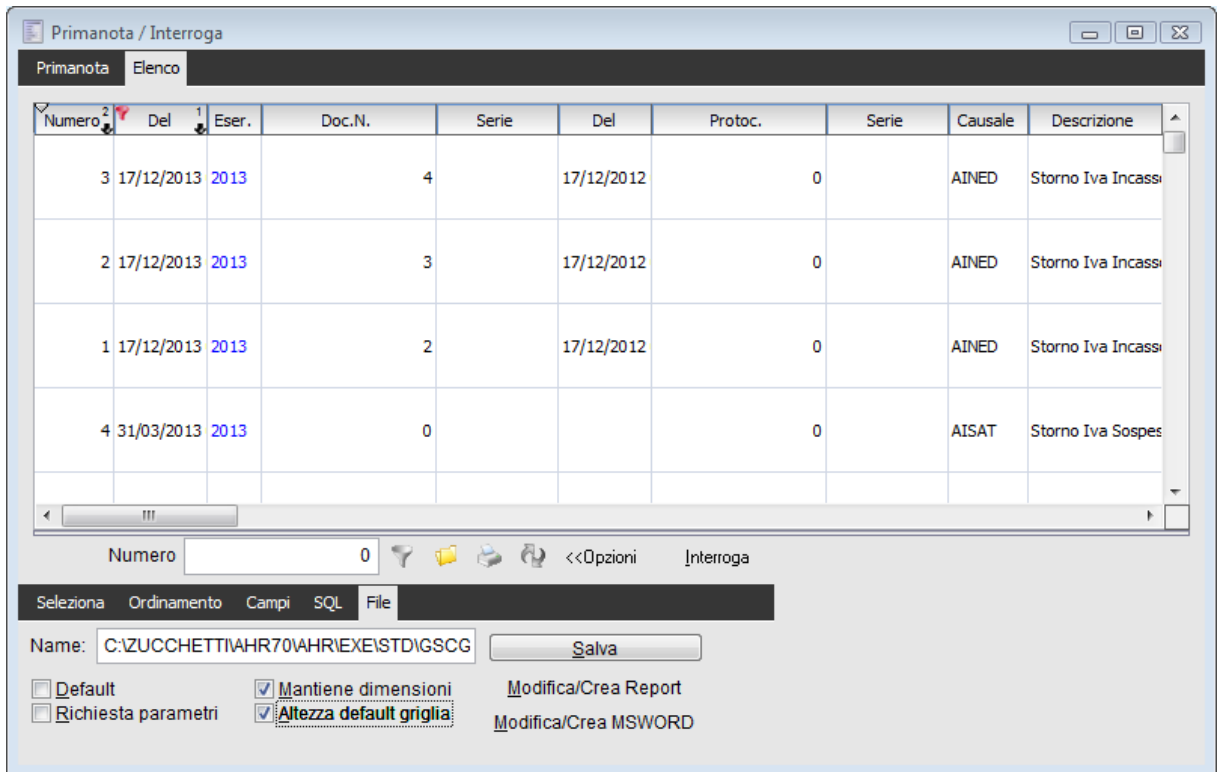 Primanota / Interroga
Primanota Elenco
Numero 2 Del 1 Eser. Doc.N. Serie Del Protoc. Serie Causale Descrizione
3 17/12/2013 2013 4 17/12/2012 0 AINED Storno Iva Incass
2 17/12/2013 2013 3 17/12/2012 0 AINED Storno Iva Incass
1 17/12/2013 2013 2 17/12/2012 0 AINED Storno Iva Incass
4 31/03/2013 2013 0 0 AISAT Storno Iva Sospes
Numero 0 <<Opzioni Interroga
Seleziona Ordinamento Campi SQL File
Name: C:\ZUCCHETTI\AHR70\AHR\EXE\STD\GSCG Salva
Default Mantiene dimensioni Modifica/Crea Report
Richiesta parametri Altezza default griglia
Modifica/Crea MSWORD